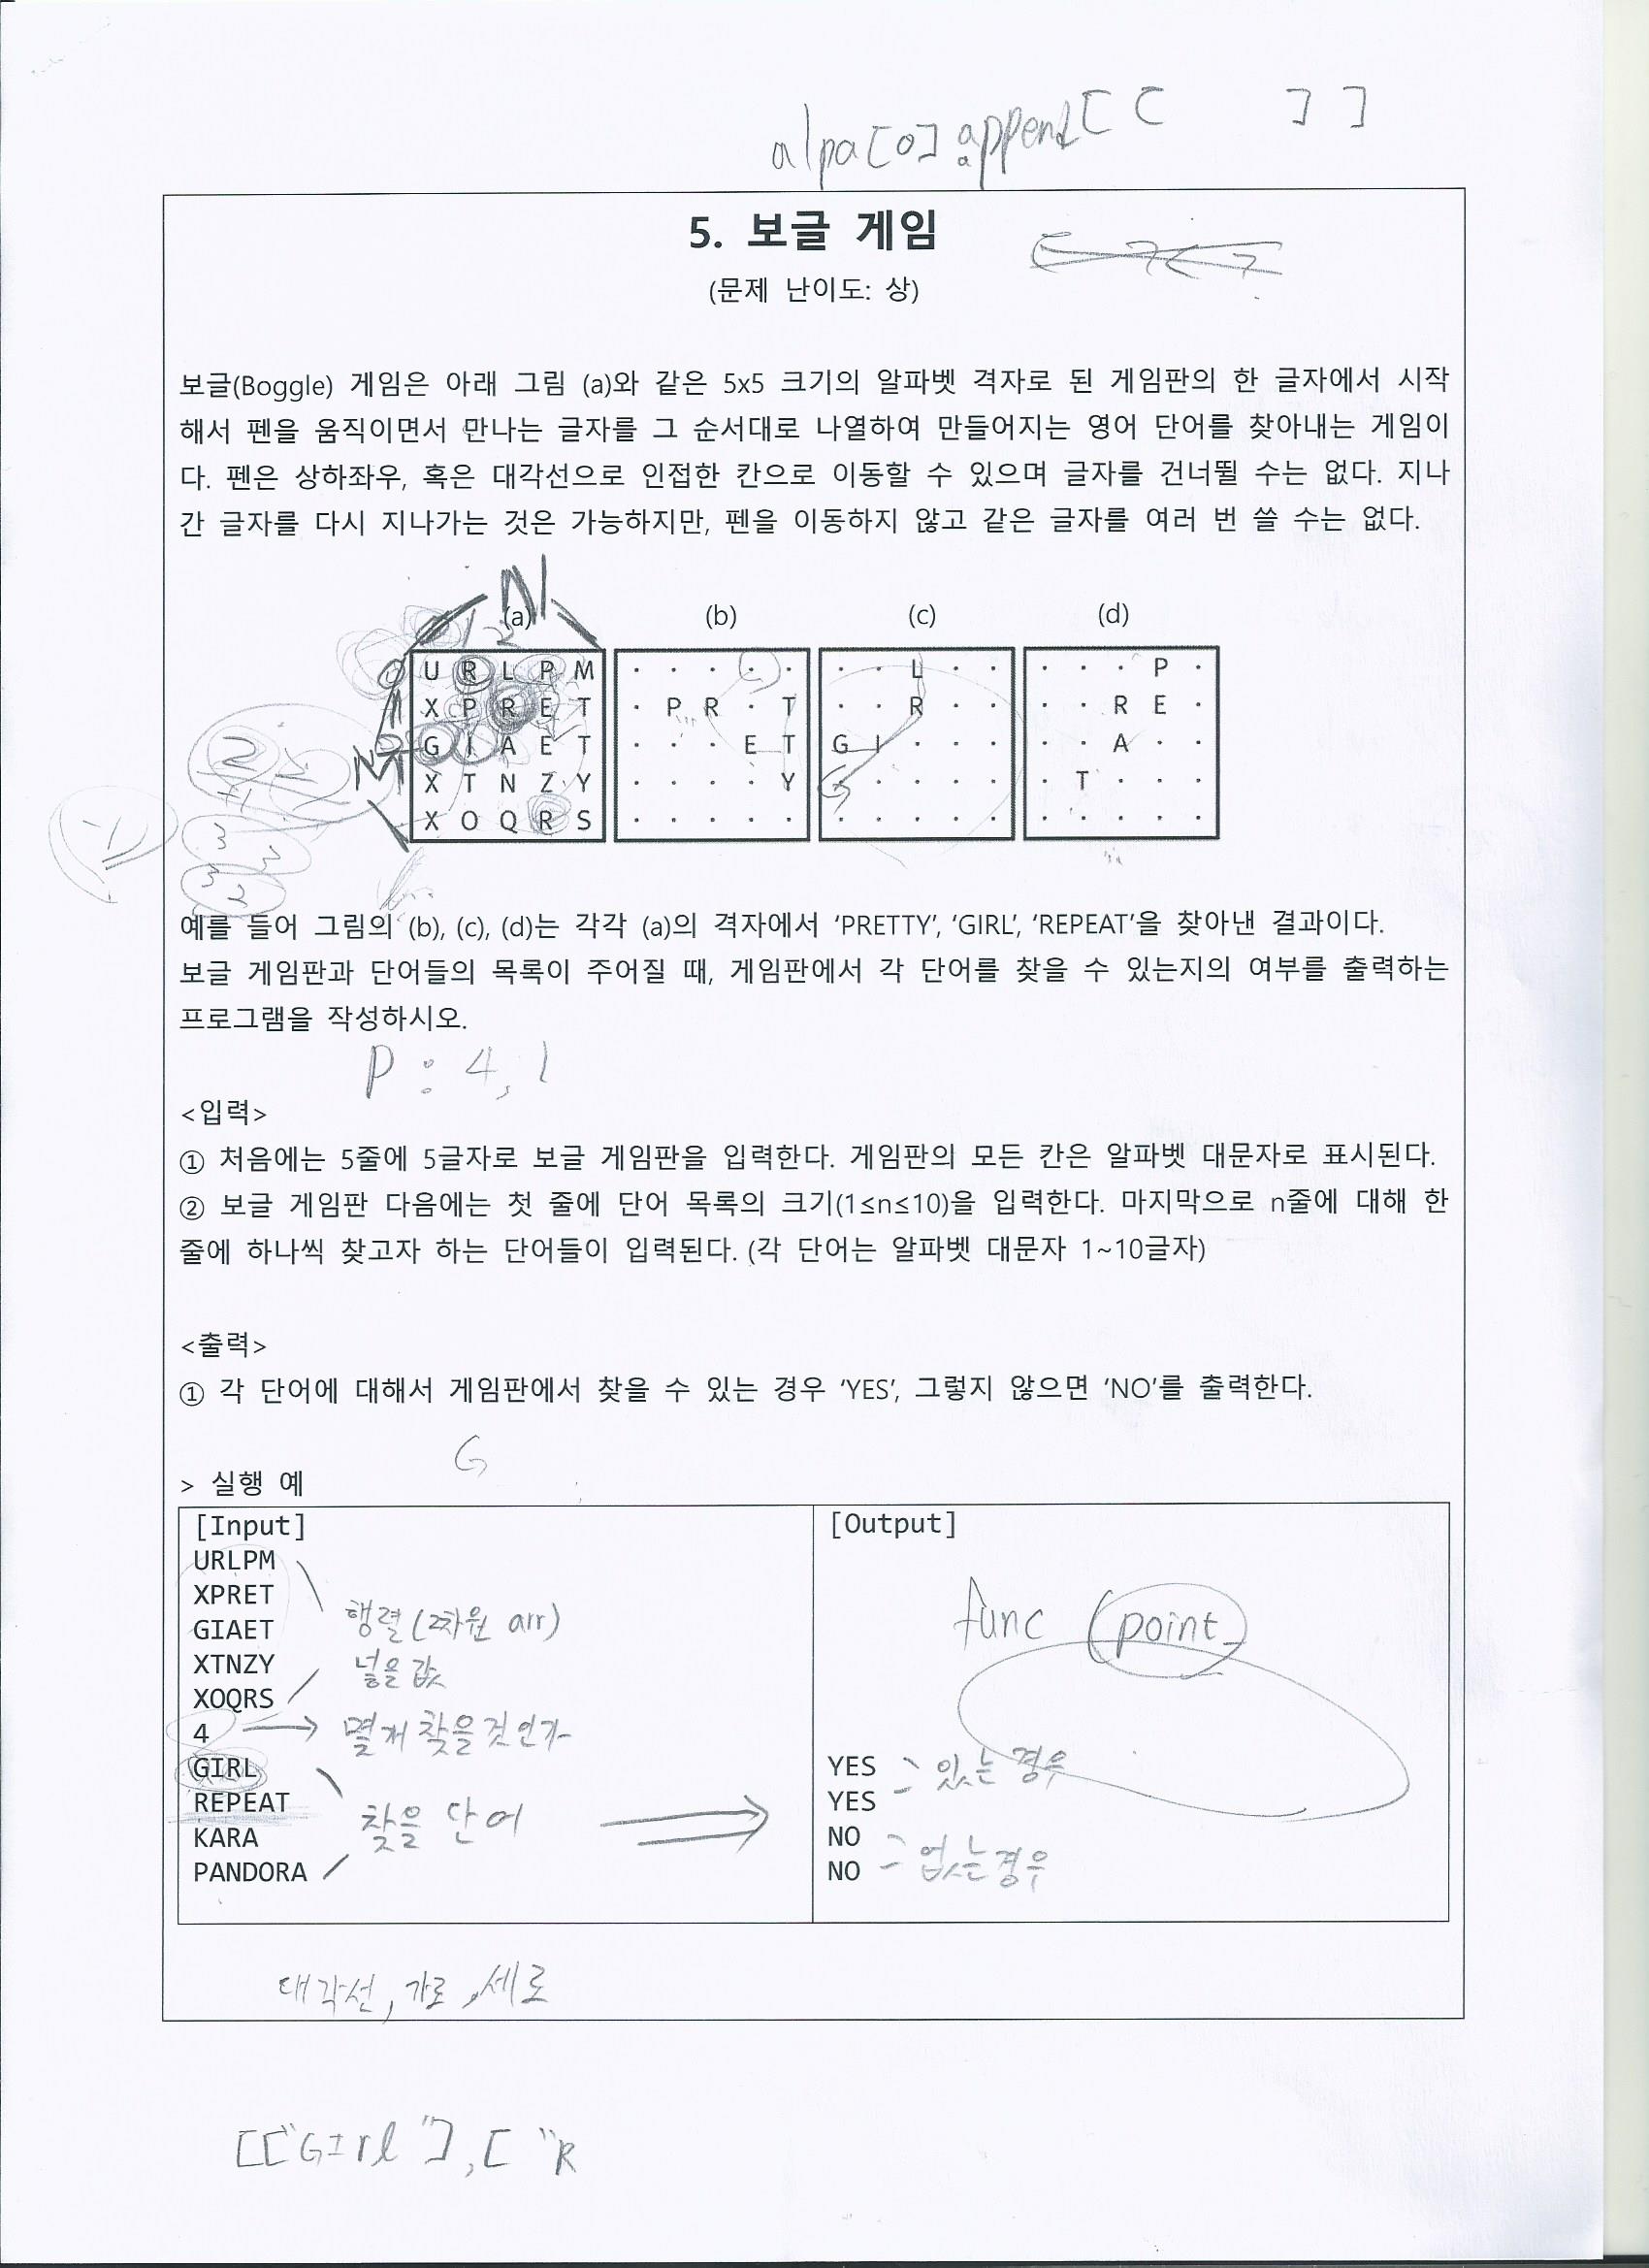 alpa[0] append[[ ]]
5. 보글 게임
(문제 난이도: 상)
보글(Boggle) 게임은 아래 그림 (a)와 같은 5x5 크기의 알파벳 격자로 된 게임판의 한 글자에서 시작
해서 펜을 움직이면서 만나는 글자를 그 순서대로 나열하여 만들어지는 영어 단어를 찾아내는 게임이
다. 펜은 상하좌우, 혹은 대각선으로 인접한 칸으로 이동할 수 있으며 글자를 건너뛸 수는 없다. 지나
간 글자를 다시 지나가는 것은 가능하지만, 펜을 이동하지 않고 같은 글자를 여러 번 쓸 수는 없다.
N
(a) (b) (c) (d)
1 2
0 U R L P M · · · · · · · L · · · · · P ·
1 X P R E T · P R · T · · R · · · · R E ·
2 G I A E T · · · E T G I · · · · · A · ·
M X T N Z Y · · · · Y G · · · · · T · · ·
X O Q R S · · · · · · · · · · · · · · ·
-1
3 3
3 2
예를 들어 그림의 (b), (c), (d)는 각각 (a)의 격자에서 ‘PRETTY’, ‘GIRL’, ‘REPEAT’을 찾아낸 결과이다.
보글 게임판과 단어들의 목록이 주어질 때, 게임판에서 각 단어를 찾을 수 있는지의 여부를 출력하는
프로그램을 작성하시오.
P : 4, 1
<입력>
① 처음에는 5줄에 5글자로 보글 게임판을 입력한다. 게임판의 모든 칸은 알파벳 대문자로 표시된다.
② 보글 게임판 다음에는 첫 줄에 단어 목록의 크기(1≤n≤10)을 입력한다. 마지막으로 n줄에 대해 한
줄에 하나씩 찾고자 하는 단어들이 입력된다. (각 단어는 알파벳 대문자 1~10글자)
<출력>
① 각 단어에 대해서 게임판에서 찾을 수 있는 경우 ‘YES’, 그렇지 않으면 ‘NO’를 출력한다.
G
> 실행 예
[Input]
URLPM
XPRET
GIAET
XTNZY
XOQRS
4
GIRL
REPEAT
KARA
PANDORA
행렬(2차원 arr)
넣을 값
몇개 찾을것인가
찾을 단어
[Output]
func (point
YES
YES
NO
NO
있는 경우
없는 경우
대각선, 가로, 세로
[["GIrl"], ["R